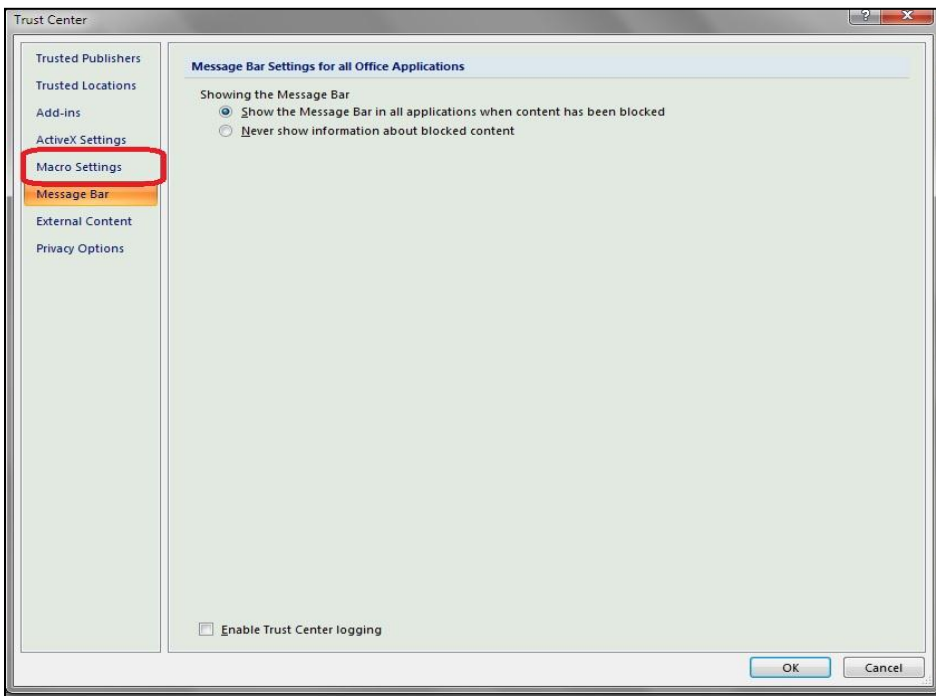 Trust Center
Trusted Publishers
Trusted Locations
Add-ins
ActiveX Settings
Macro Settings
Message Bar
External Content
Privacy Options
Message Bar Settings for all Office Applications
Showing the Message Bar
Show the Message Bar in all applications when content has been blocked
Never show information about blocked content
Enable Trust Center logging
OK
Cancel